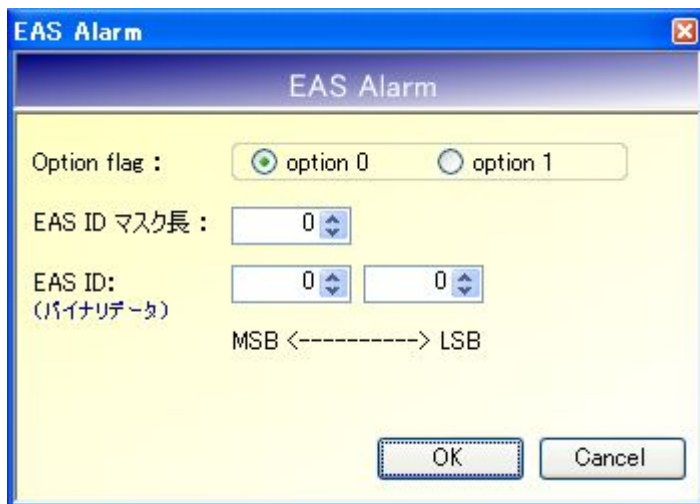 EAS Alarm
EAS Alarm
Option flag : option 0 option 1
EAS ID マスク長 : 0
EAS ID: 0 0
(バイナリデータ)
MSB <----------> LSB
OK Cancel